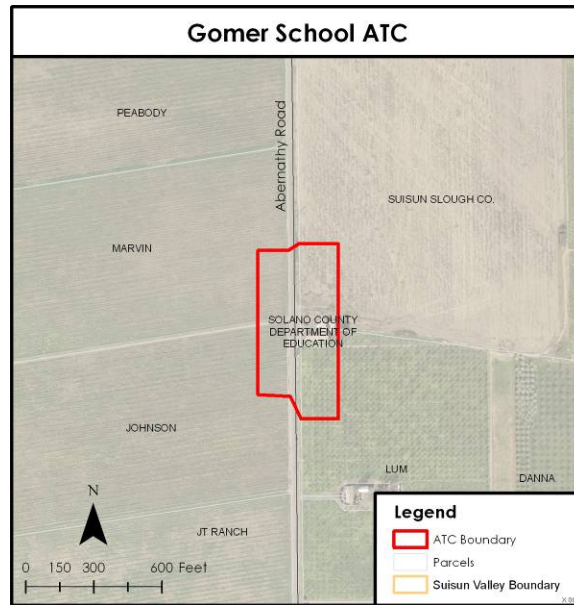 Gomer School ATC
PEABODY
Abernathy Road
SUISUN SLOUGH CO.
MARVIN
SOLANO COUNTY
DEPARTMENT OF
EDUCATION
JOHNSON
LUM
DANNA
N
JT RANCH
0 150 300 600 Feet
Legend
ATC Boundary
Parcels
Suisun Valley Boundary